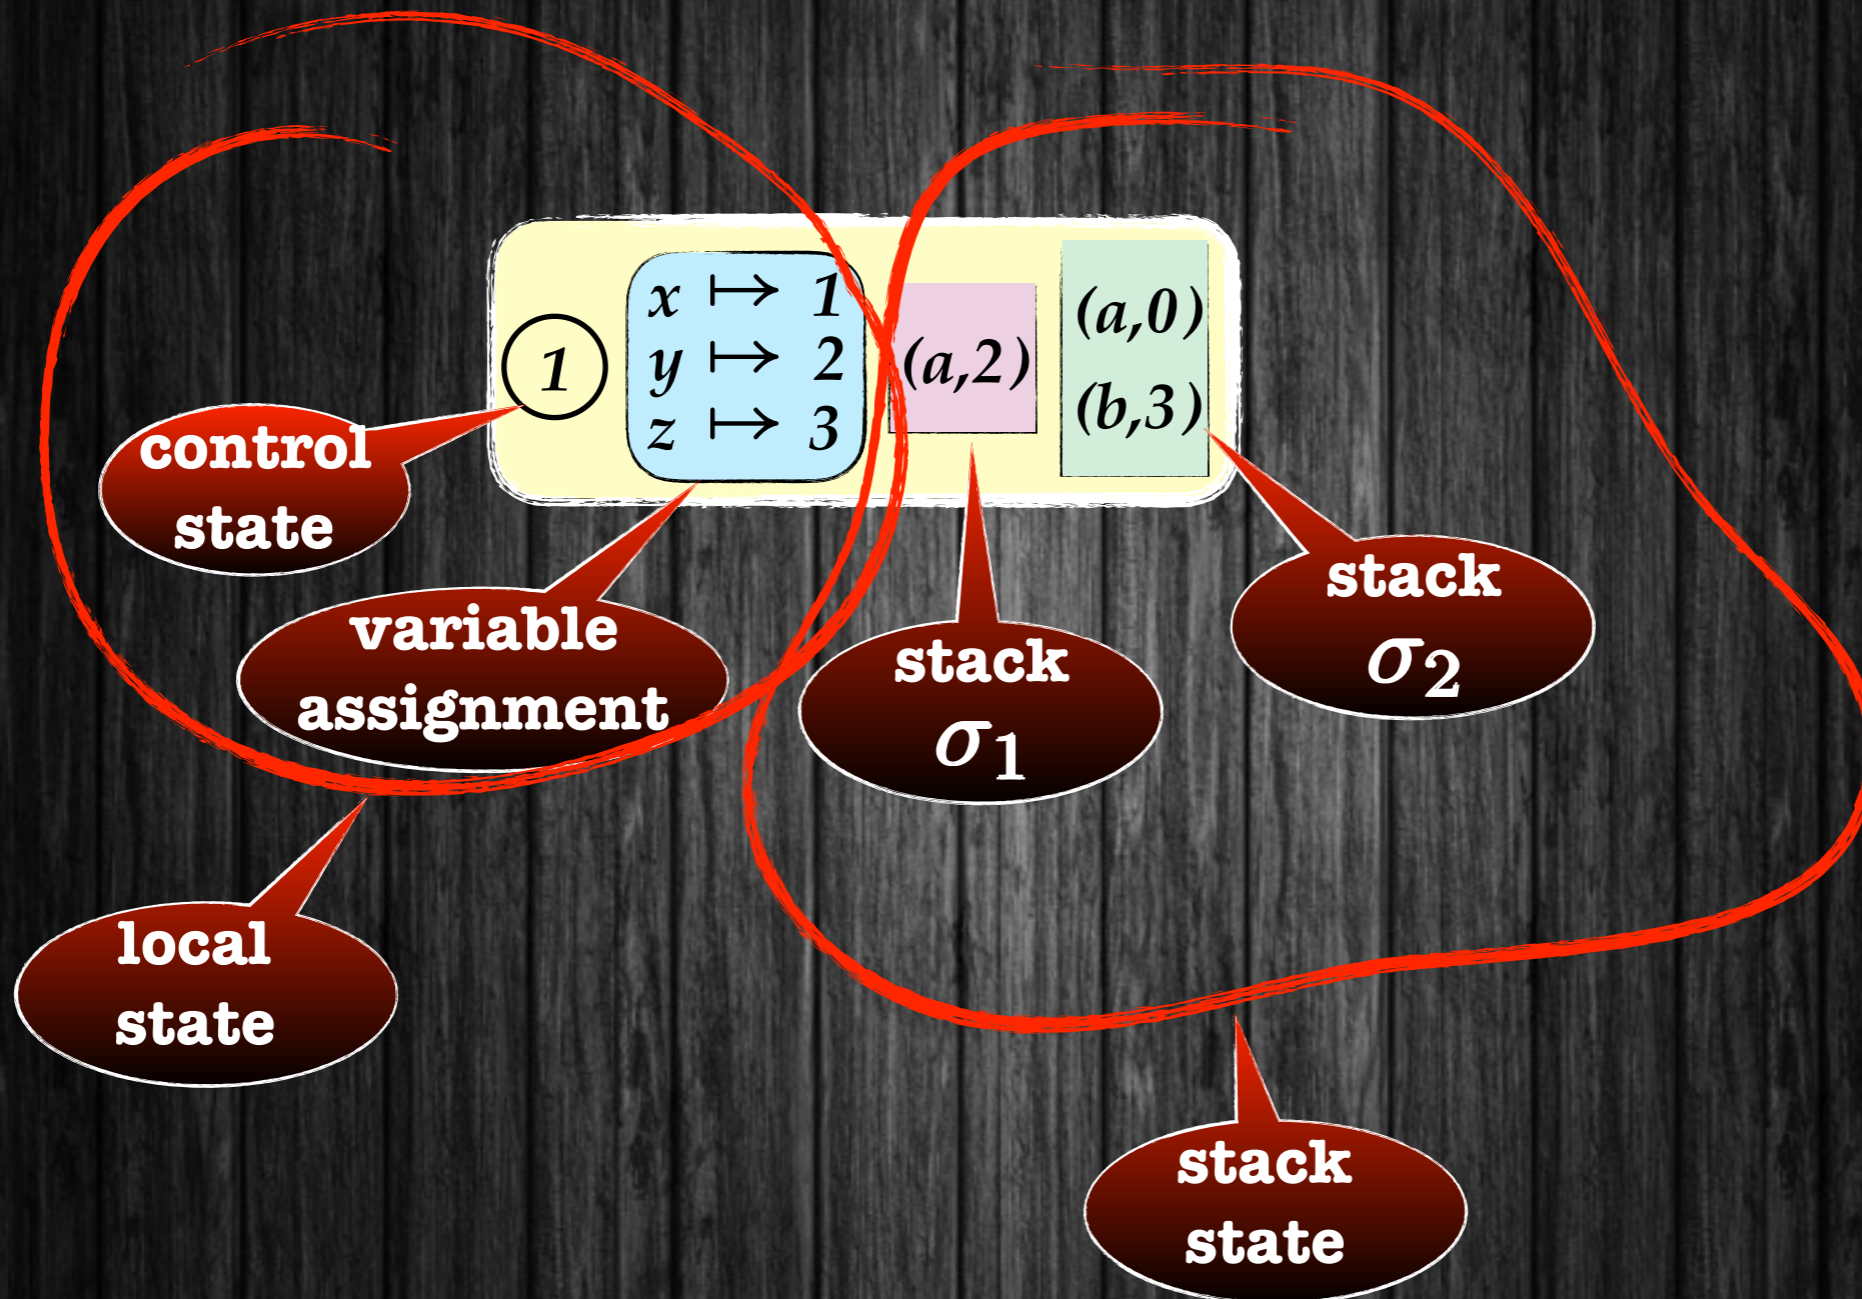 1
x ↦ 1
y ↦ 2
z ↦ 3
(a,2)
(a,0)
(b,3)
control
state
variable
assignment
stack
σ1
stack
σ2
local
state
stack
state